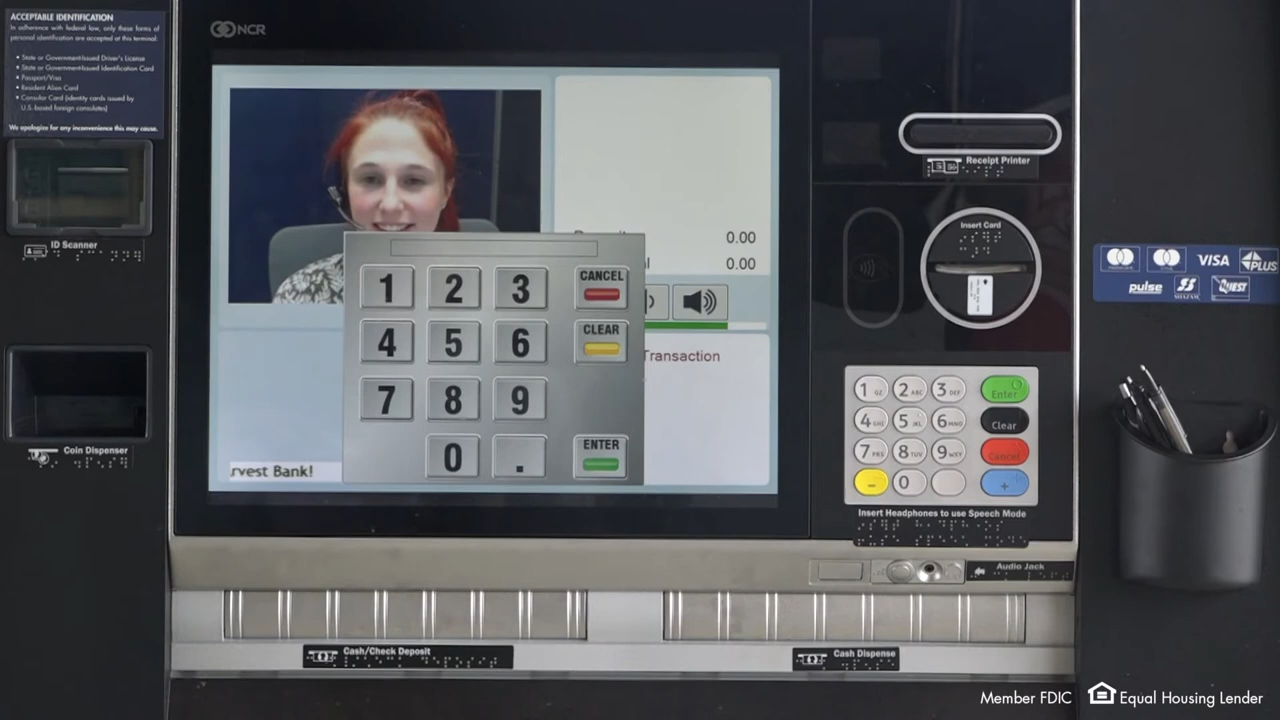 ACCEPTABLE IDENTIFICATION
In adherence with federal law, only these forms of
personal identification are accepted at this terminal:
• State or Government-Issued Driver's License
• State or Government-Issued Identification Card
• Passport/Visa
• Resident Alien Card
• Consular Card (identity cards issued by
U.S. based foreign consulates)
We apologize for any inconvenience this may cause.
ID Scanner
Coin Dispenser
NCR
0.00
0.00
Transaction
rvest Bank!
1 2 3 CANCEL
4 5 6 CLEAR
7 8 9
0 . ENTER
Receipt Printer
Insert Card
VISA PLUS
pulse SHAZAM QUEST
1 QZ 2 ABC 3 DEF Enter
4 GHI 5 JKL 6 MNO Clear
7 PRS 8 TUV 9 WXY Cancel
- 0 +
Insert Headphones to use Speech Mode
Audio Jack
Cash/Check Deposit
Cash Dispense
Member FDIC
Equal Housing Lender